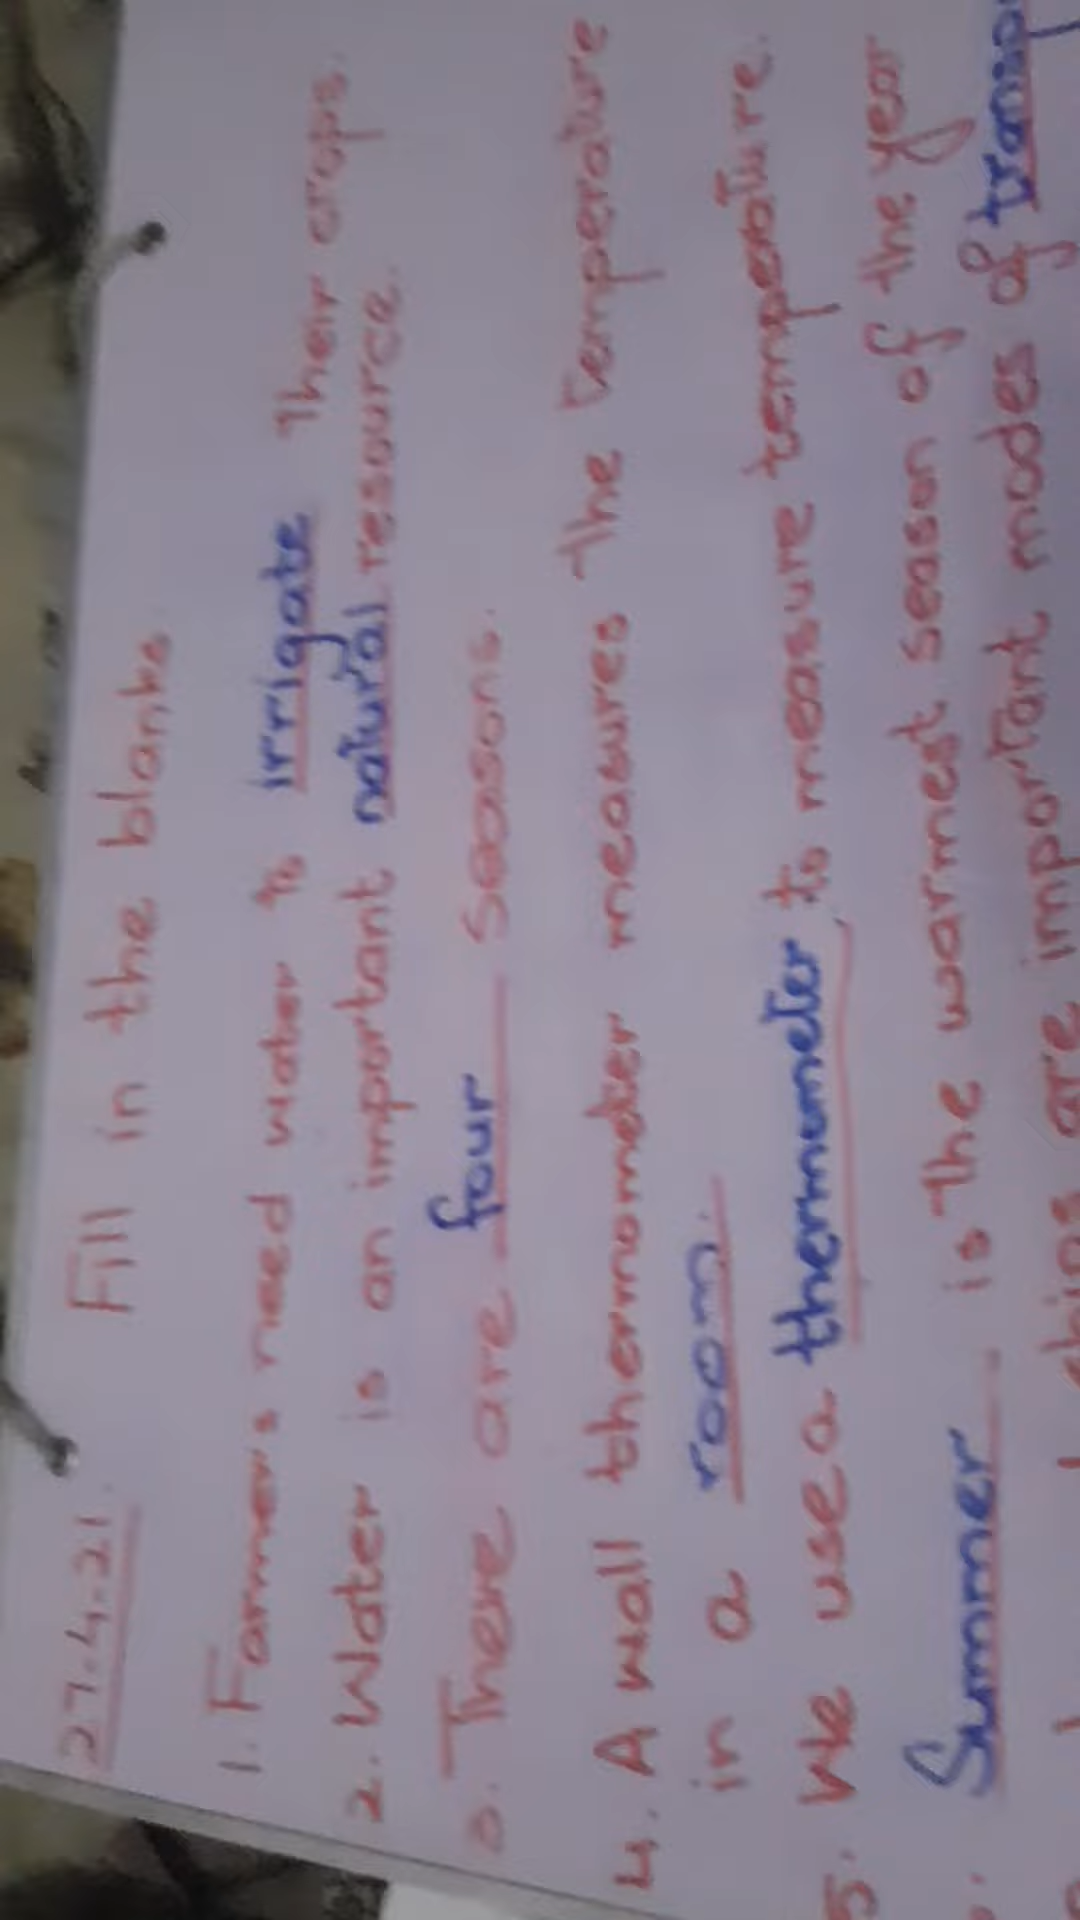 27.4.21. Fill in the blanks
1. Farmers need water to irrigate their crops.
2. Water is an important natural resource.
3. There are four seasons.
4. A wall thermometer measures the temperature
in a room.
5. We use a thermometer to measure temperature.
Summer is the warmest season of the year
ships are important modes of transp